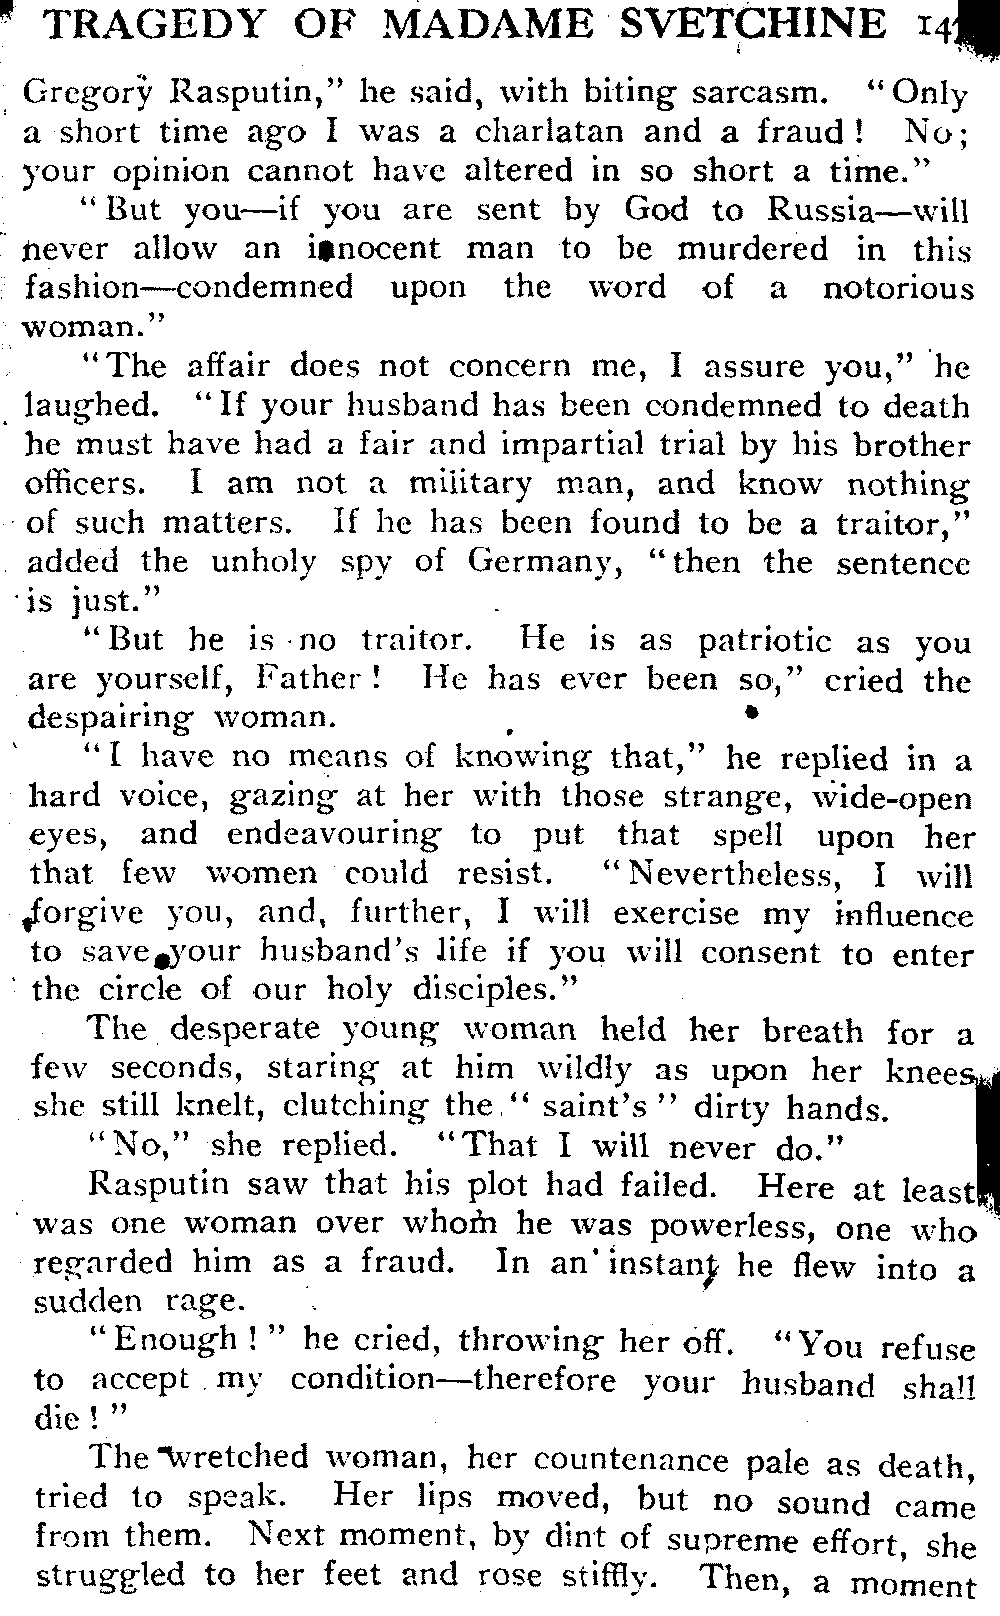 TRAGEDY OF MADAME SVETCHINE 14
Gregory Rasputin,” he said, with biting sarcasm. “Only
a short time ago I was a charlatan and a fraud! No;
your opinion cannot have altered in so short a time.”
“But you—if you are sent by God to Russia—will
never allow an innocent man to be murdered in this
fashion—condemned upon the word of a notorious
woman.”
“The affair does not concern me, I assure you,” he
laughed. “If your husband has been condemned to death
he must have had a fair and impartial trial by his brother
officers. I am not a military man, and know nothing
of such matters. If he has been found to be a traitor,”
added the unholy spy of Germany, “then the sentence
is just.”
“But he is no traitor. He is as patriotic as you
are yourself, Father! He has ever been so,” cried the
despairing woman.
“I have no means of knowing that,” he replied in a
hard voice, gazing at her with those strange, wide-open
eyes, and endeavouring to put that spell upon her
that few women could resist. “Nevertheless, I will
forgive you, and, further, I will exercise my influence
to save your husband’s life if you will consent to enter
the circle of our holy disciples.”
The desperate young woman held her breath for a
few seconds, staring at him wildly as upon her knees
she still knelt, clutching the “saint’s” dirty hands.
“No,” she replied. “That I will never do.”
Rasputin saw that his plot had failed. Here at least
was one woman over whom he was powerless, one who
regarded him as a fraud. In an instant he flew into a
sudden rage.
“Enough!” he cried, throwing her off. “You refuse
to accept my condition—therefore your husband shall
die!”
The wretched woman, her countenance pale as death,
tried to speak. Her lips moved, but no sound came
from them. Next moment, by dint of supreme effort, she
struggled to her feet and rose stiffly. Then, a moment